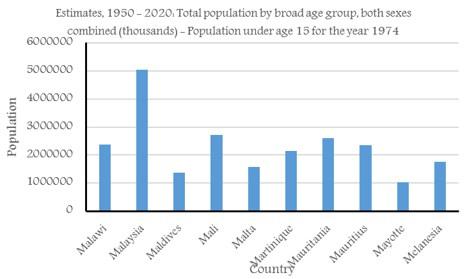 Estimates, 1950 - 2020: Total population by broad age group, both sexes
combined (thousands) - Population under age 15 for the year 1974
6000000
5000000
4000000
3000000
2000000
1000000
0
Population
Malawi
Malaysia
Maldives
Mali
Malta
Martinique
Mauritania
Mauritius
Mayotte
Melanesia
Country